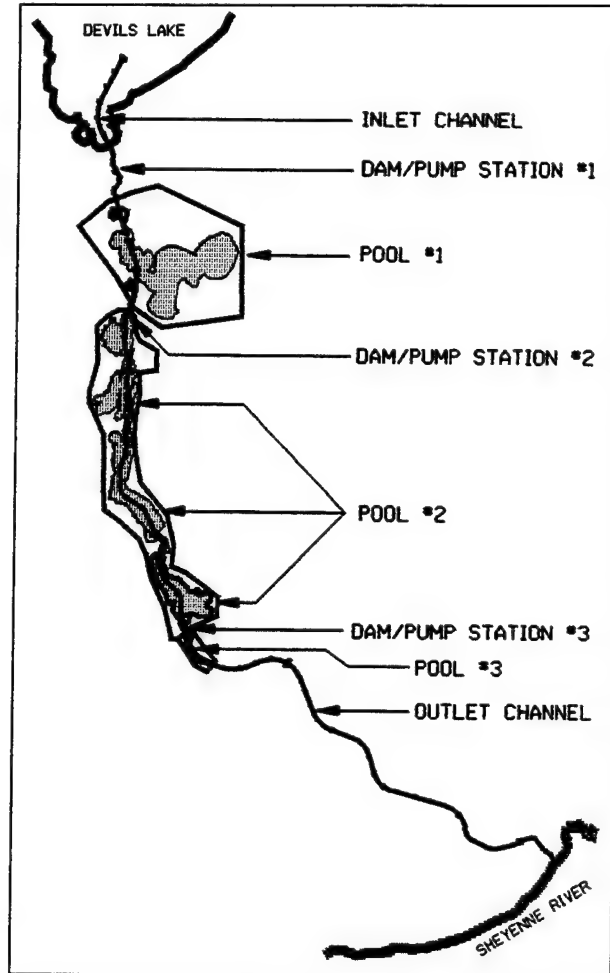 DEVILS LAKE
INLET CHANNEL
DAM/PUMP STATION #1
POOL #1
DAM/PUMP STATION #2
POOL #2
DAM/PUMP STATION #3
POOL #3
OUTLET CHANNEL
SHEYENNE RIVER